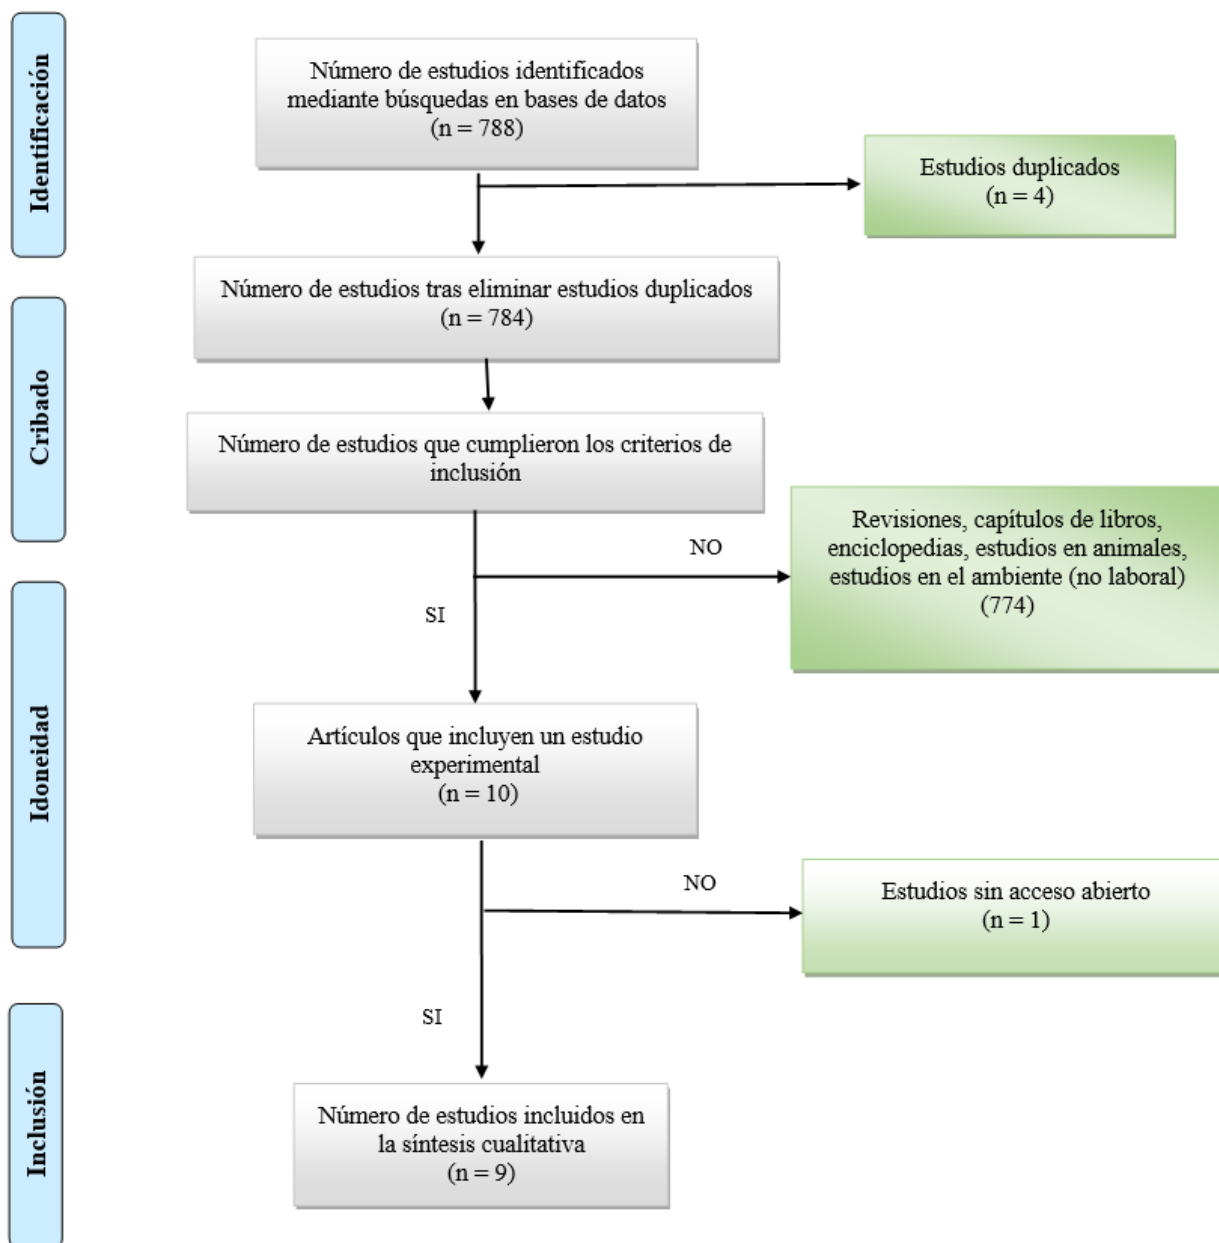 Identificación
Número de estudios identificados
mediante búsquedas en bases de datos
(n = 788)
Estudios duplicados
(n = 4)
Número de estudios tras eliminar estudios duplicados
(n = 784)
Cribado
Número de estudios que cumplieron los criterios de
inclusión
NO
Revisiones, capítulos de libros,
enciclopedias, estudios en animales,
estudios en el ambiente (no laboral)
(774)
SI
Idoneidad
Artículos que incluyen un estudio
experimental
(n = 10)
NO
Estudios sin acceso abierto
(n = 1)
SI
Inclusión
Número de estudios incluidos en
la síntesis cualitativa
(n = 9)